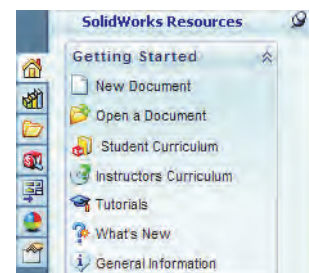 SolidWorks Resources
Getting Started
New Document
Open a Document
Student Curriculum
Instructors Curriculum
Tutorials
What's New
General Information